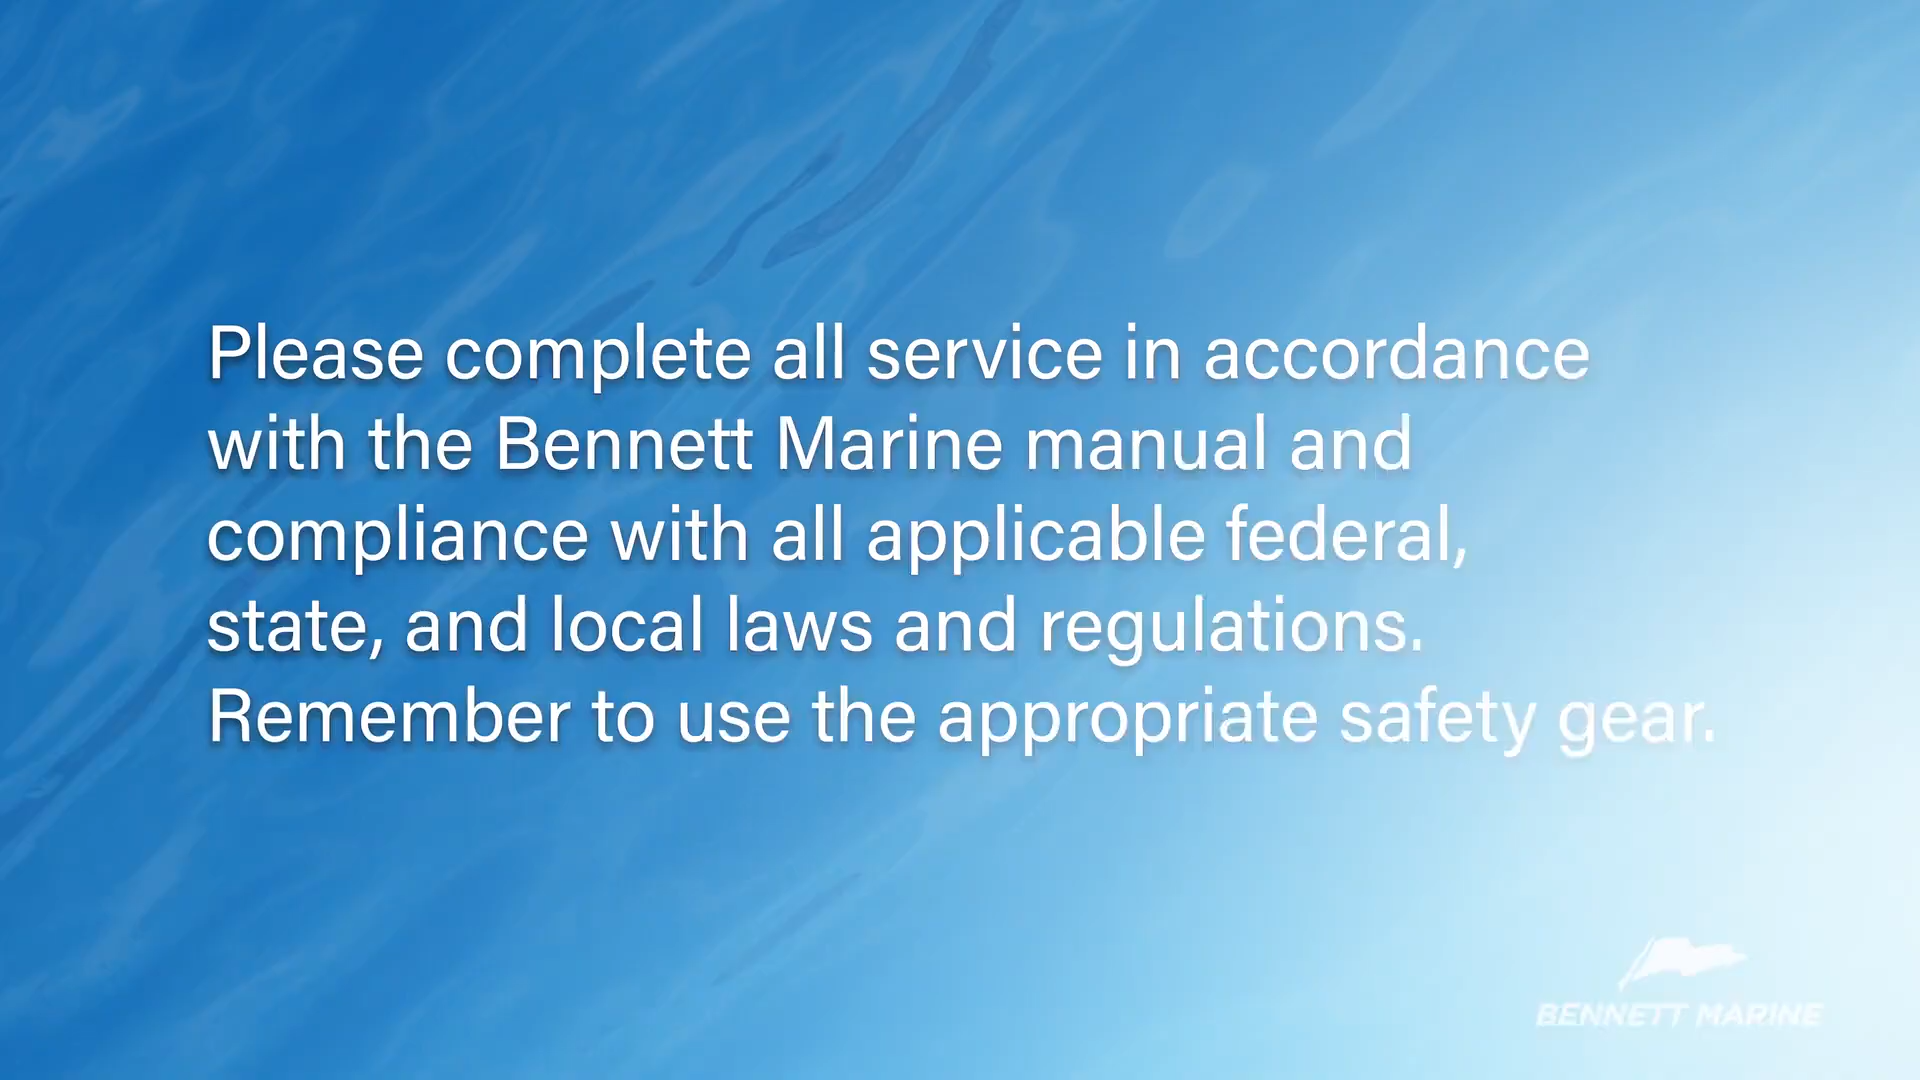 Please complete all service in accordance
with the Bennett Marine manual and
compliance with all applicable federal,
state, and local laws and regulations.
Remember to use the appropriate safety gear.
BENNETT MARINE